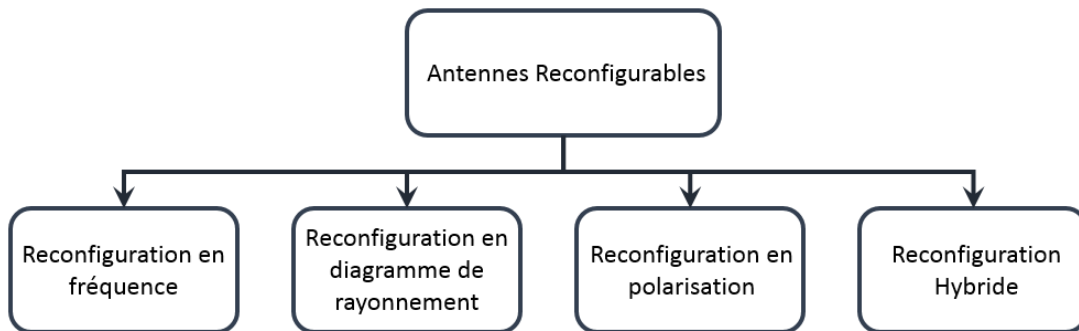 Antennes Reconfigurables
Reconfiguration en
fréquence
Reconfiguration en
diagramme de
rayonnement
Reconfiguration en
polarisation
Reconfiguration
Hybride